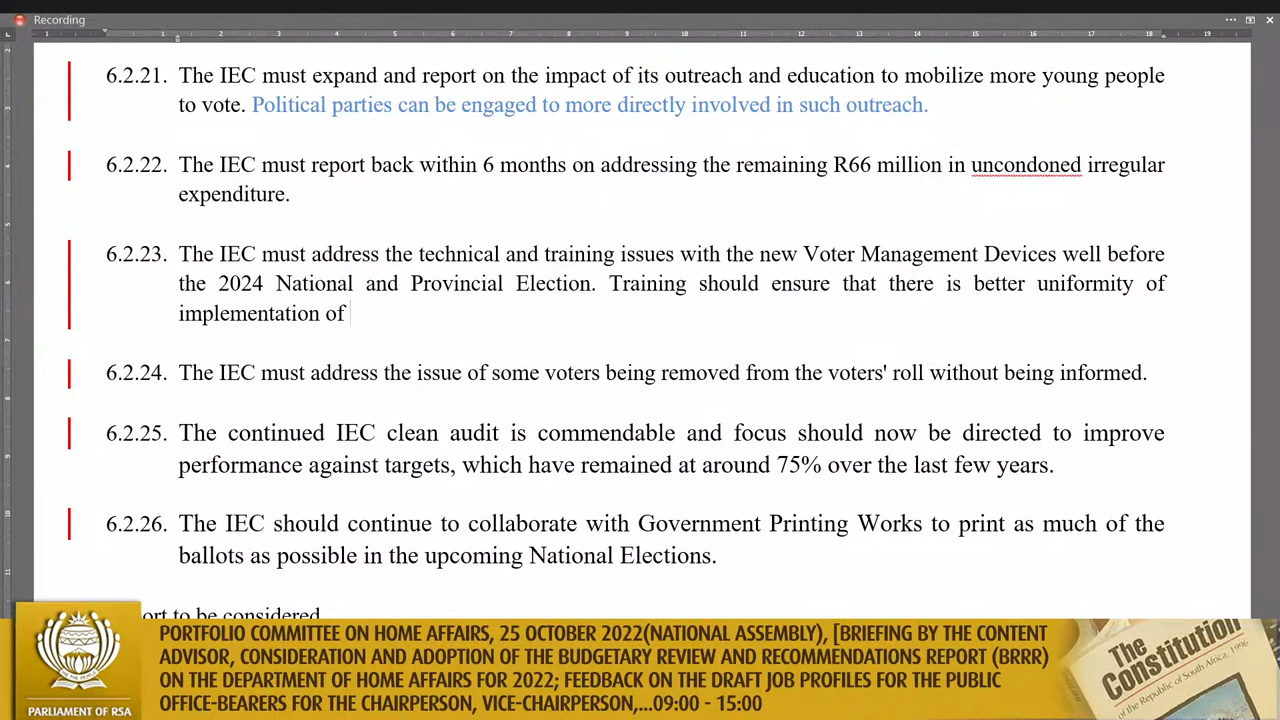 Recording
6.2.21. The IEC must expand and report on the impact of its outreach and education to mobilize more young people
to vote. Political parties can be engaged to more directly involved in such outreach.
6.2.22. The IEC must report back within 6 months on addressing the remaining R66 million in uncondoned irregular
expenditure.
6.2.23. The IEC must address the technical and training issues with the new Voter Management Devices well before
the 2024 National and Provincial Election. Training should ensure that there is better uniformity of
implementation of
6.2.24. The IEC must address the issue of some voters being removed from the voters' roll without being informed.
6.2.25. The continued IEC clean audit is commendable and focus should now be directed to improve
performance against targets, which have remained at around 75% over the last few years.
6.2.26. The IEC should continue to collaborate with Government Printing Works to print as much of the
ballots as possible in the upcoming National Elections.
ort to be considered
PORTFOLIO COMMITTEE ON HOME AFFAIRS, 25 OCTOBER 2022(NATIONAL ASSEMBLY), [BRIEFING BY THE CONTENT
ADVISOR, CONSIDERATION AND ADOPTION OF THE BUDGETARY REVIEW AND RECOMMENDATIONS REPORT (BRRR)
ON THE DEPARTMENT OF HOME AFFAIRS FOR 2022; FEEDBACK ON THE DRAFT JOB PROFILES FOR THE PUBLIC
OFFICE-BEARERS FOR THE CHAIRPERSON, VICE-CHAIRPERSON,...09:00 - 15:00
PARLIAMENT OF RSA
The
Constitution
of the Republic of South Africa, 1996